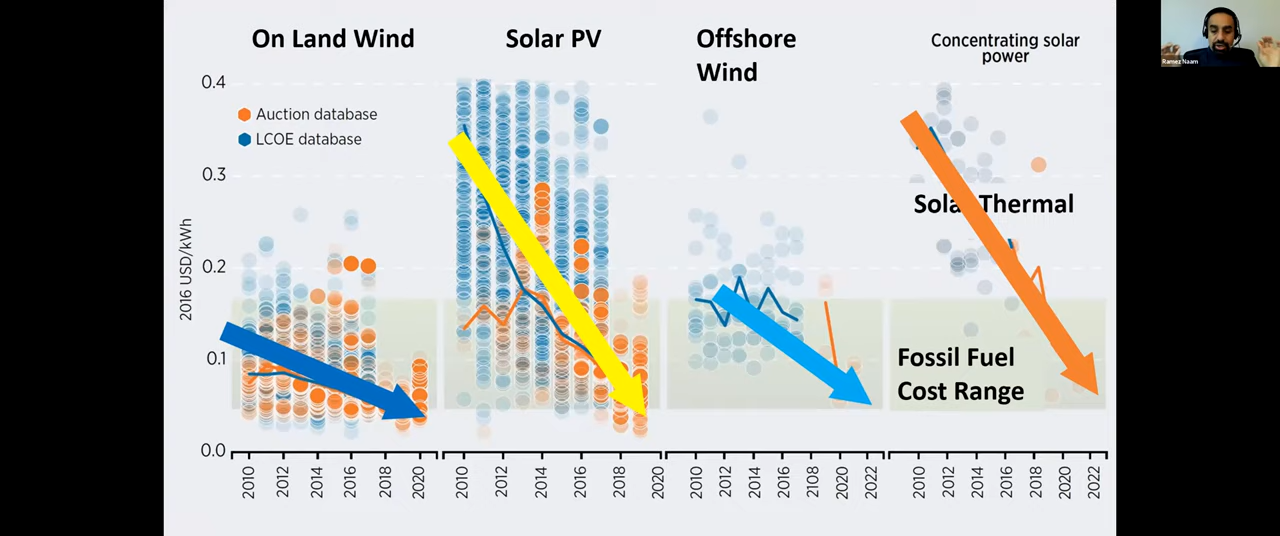 On Land Wind
Solar PV
Offshore
Wind
Concentrating solar
power
Ramez Naam
0.4
0.3
0.2
0.1
0.0
2016 USD/kWh
Auction database
LCOE database
Solar Thermal
Fossil Fuel
Cost Range
2010 2012 2014 2016 2018 2020
2010 2012 2014 2016 2018 2020
2010 2012 2014 2016 2108 2020 2022
2010 2012 2014 2016 2018 2010 2022